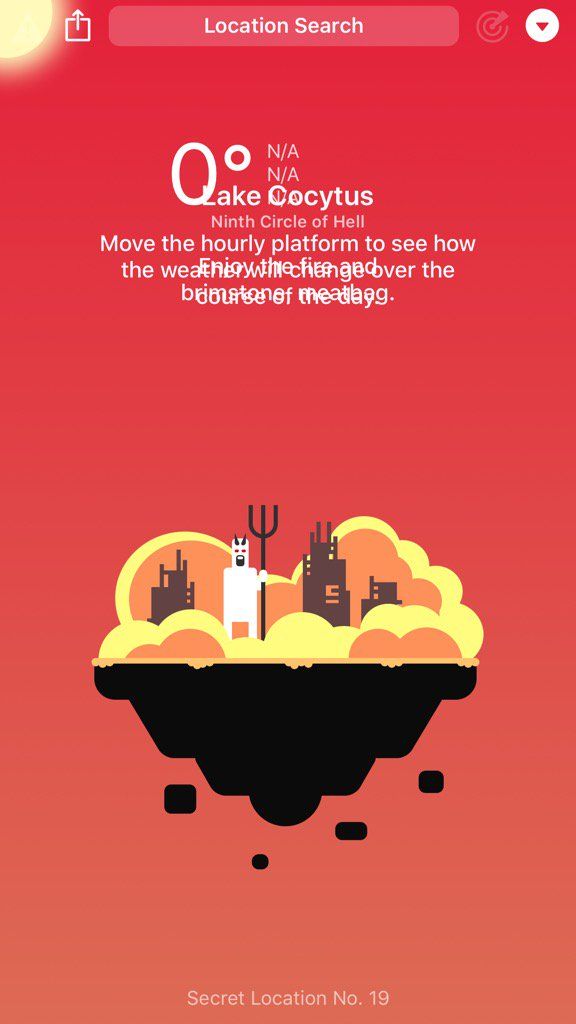 Location Search
0°
N/A
N/A
N/A
Lake Cocytus
Ninth Circle of Hell
Move the hourly platform to see how
the weather will change over the
course of the day.
Enjoy the fire and
brimstone, meatbag.
Secret Location No. 19